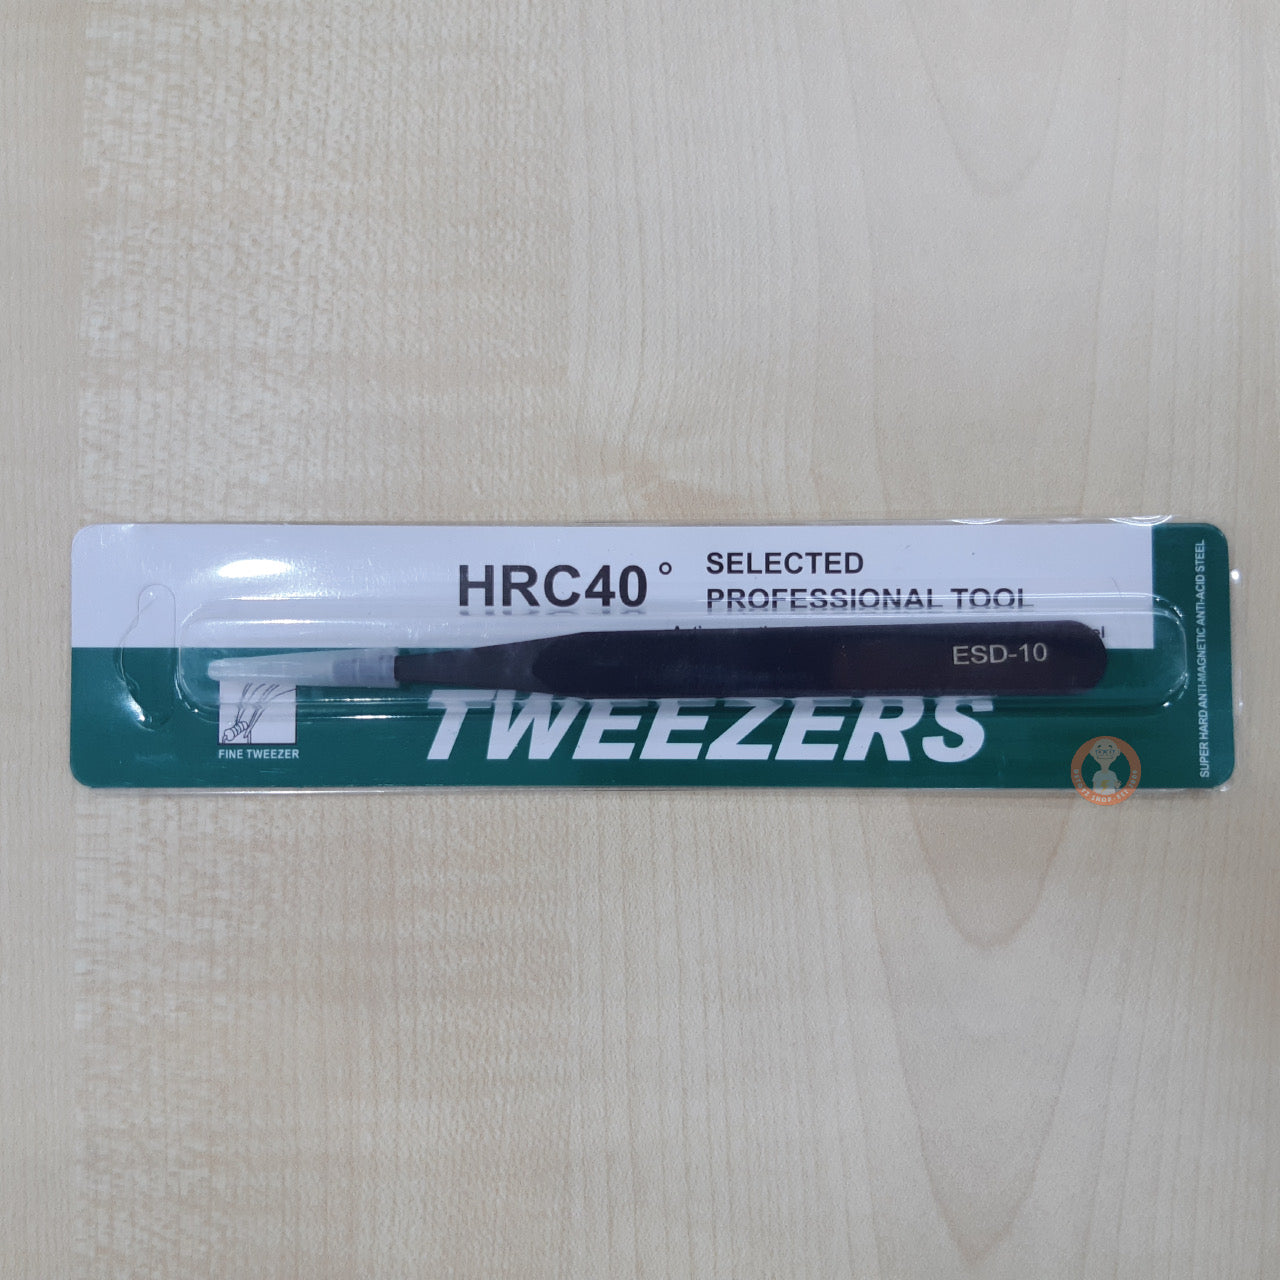 HRC40°
SELECTED
PROFESSIONAL TOOL
ESD-10
TWEEZERS
FINE TWEEZER
SUPER HARD ANTI-MAGNETIC ANTI-ACID STEEL